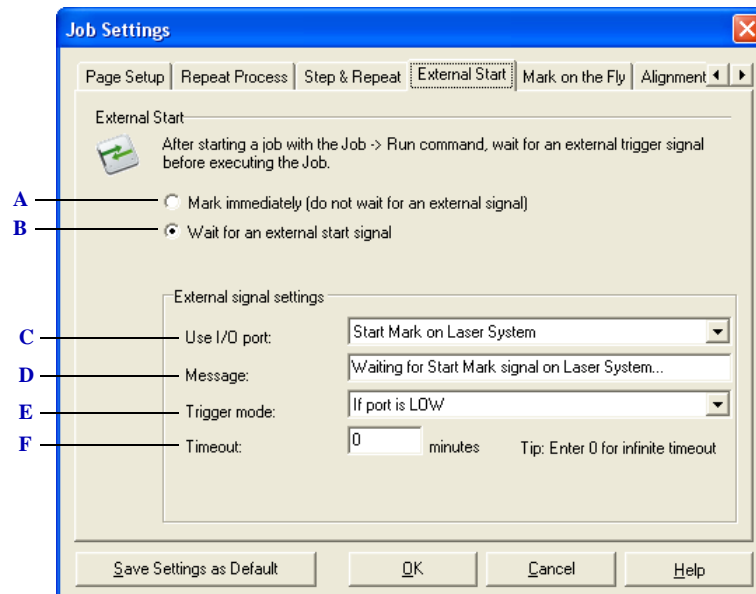 Job Settings
Page Setup Repeat Process Step & Repeat External Start Mark on the Fly Alignment
External Start
After starting a job with the Job -> Run command, wait for an external trigger signal
before executing the Job.
A Mark immediately (do not wait for an external signal)
B Wait for an external start signal
External signal settings
C Use I/O port: Start Mark on Laser System
D Message: Waiting for Start Mark signal on Laser System...
E Trigger mode: If port is LOW
F Timeout: 0 minutes Tip: Enter 0 for infinite timeout
Save Settings as Default OK Cancel Help